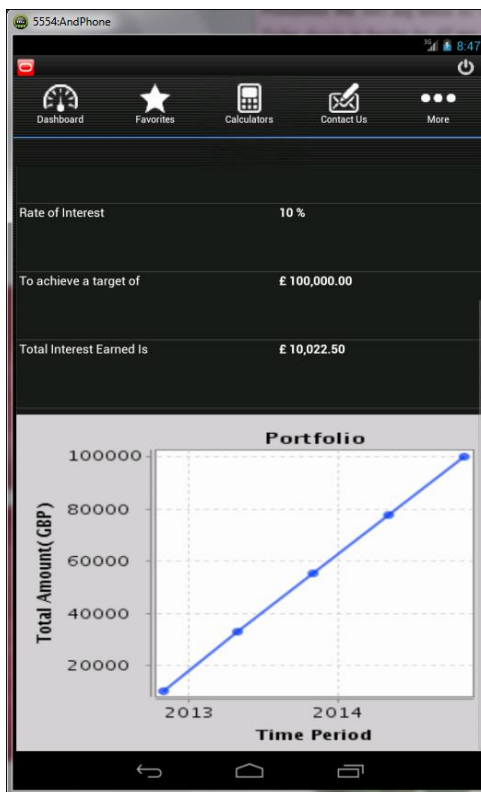 5554:AndPhone
3G 8:47
Dashboard Favorites Calculators Contact Us More
Rate of Interest 10 %
To achieve a target of £ 100,000.00
Total Interest Earned Is £ 10,022.50
Portfolio
100000
80000
60000
40000
20000
Total Amount( GBP)
2013 2014
Time Period